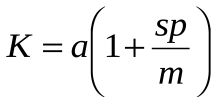 K = a(1 + sp/m)